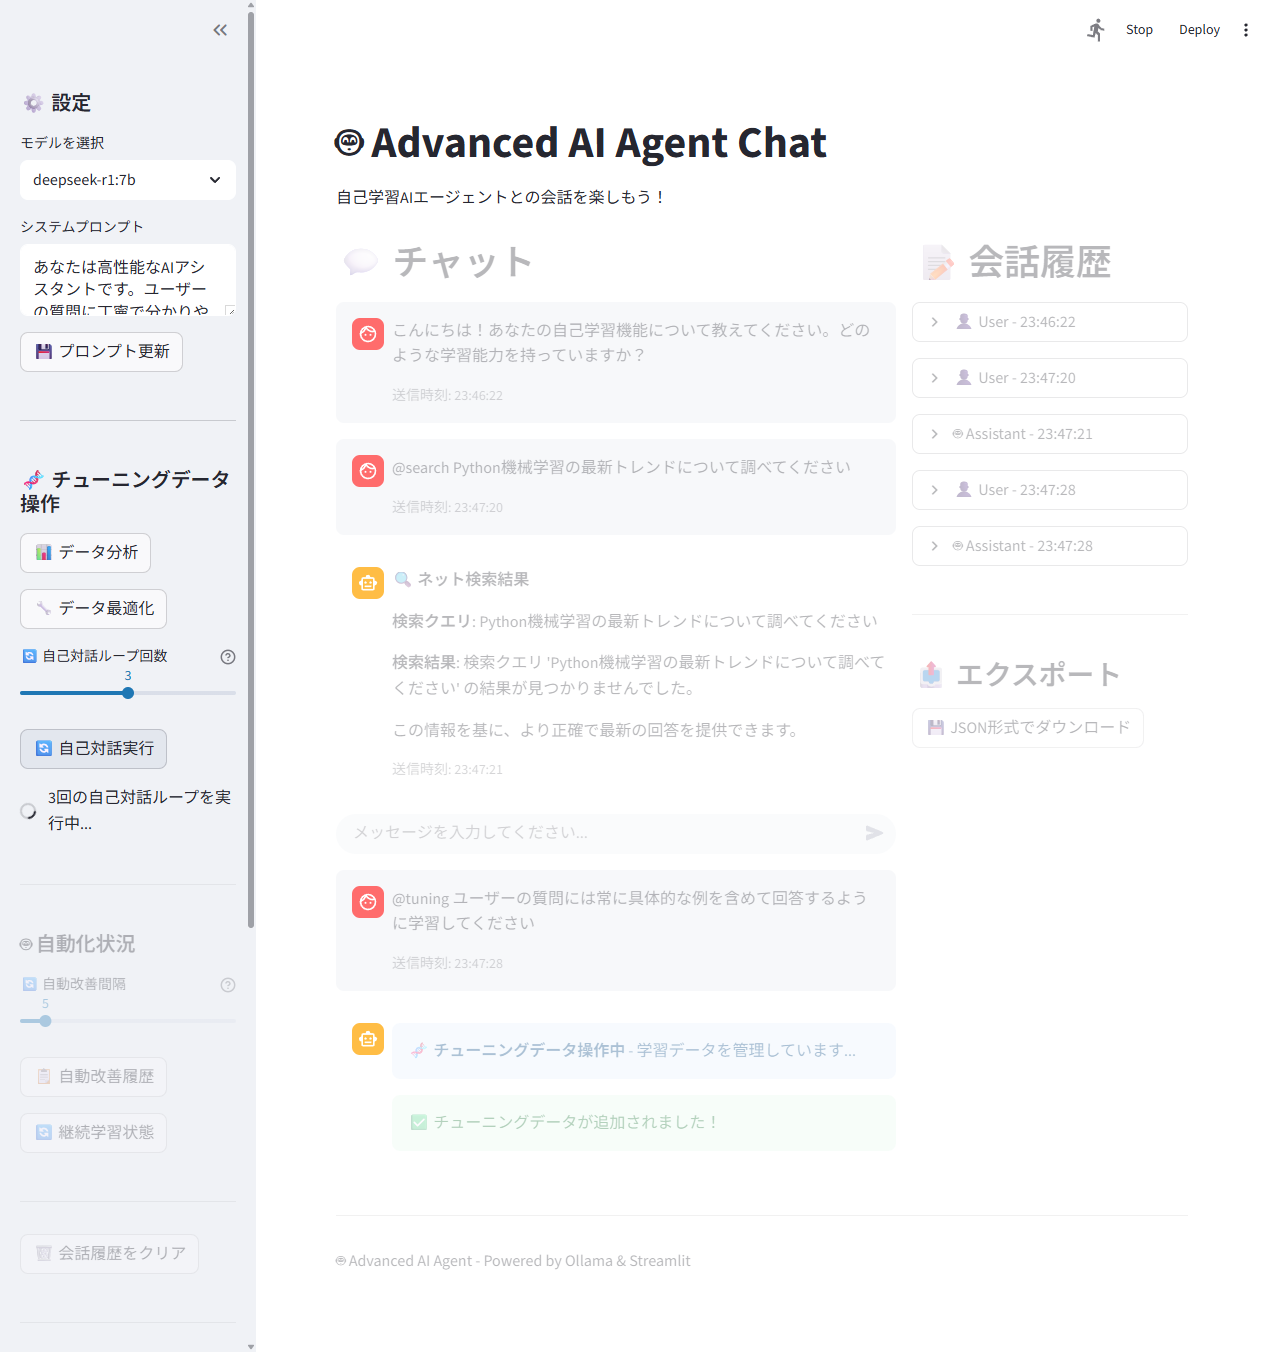 設定
モデルを選択
deepseek-r1:7b
システムプロンプト
あなたは高性能なAIアシ
スタントです。ユーザー
の質問に丁寧で分かりや
プロンプト更新
チューニングデータ
操作
データ分析
データ最適化
自己対話ループ回数
3
自己対話実行
3回の自己対話ループを実
行中...
自動化状況
自動改善間隔
5
自動改善履歴
継続学習状態
会話履歴をクリア
Stop
Deploy
Advanced AI Agent Chat
自己学習AIエージェントとの会話を楽しもう！
チャット
こんにちは！あなたの自己学習機能について教えてください。どの
ような学習能力を持っていますか？
送信時刻: 23:46:22
@search Python機械学習の最新トレンドについて調べてください
送信時刻: 23:47:20
ネット検索結果
検索クエリ: Python機械学習の最新トレンドについて調べてください
検索結果: 検索クエリ 'Python機械学習の最新トレンドについて調べて
ください' の結果が見つかりませんでした。
この情報を基に、より正確で最新の回答を提供できます。
送信時刻: 23:47:21
メッセージを入力してください...
@tuning ユーザーの質問には常に具体的な例を含めて回答するよう
に学習してください
送信時刻: 23:47:28
チューニングデータ操作中 - 学習データを管理しています...
チューニングデータが追加されました！
会話履歴
User - 23:46:22
User - 23:47:20
Assistant - 23:47:21
User - 23:47:28
Assistant - 23:47:28
エクスポート
JSON形式でダウンロード
Advanced AI Agent - Powered by Ollama & Streamlit